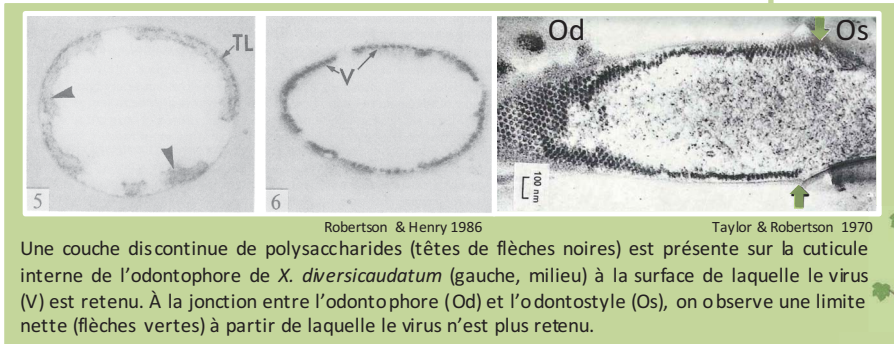 Od
Os
TL
V
5
6
100 nm
Robertson & Henry 1986
Taylor & Robertson 1970
Une couche discontinue de polysaccharides (têtes de flèches noires) est présente sur la cuticule
interne de l'odontophore de X. diversicaudatum (gauche, milieu) à la surface de laquelle le virus
(V) est retenu. À la jonction entre l'odontophore (Od) et l'odontostyle (Os), on observe une limite
nette (flèches vertes) à partir de laquelle le virus n'est plus retenu.